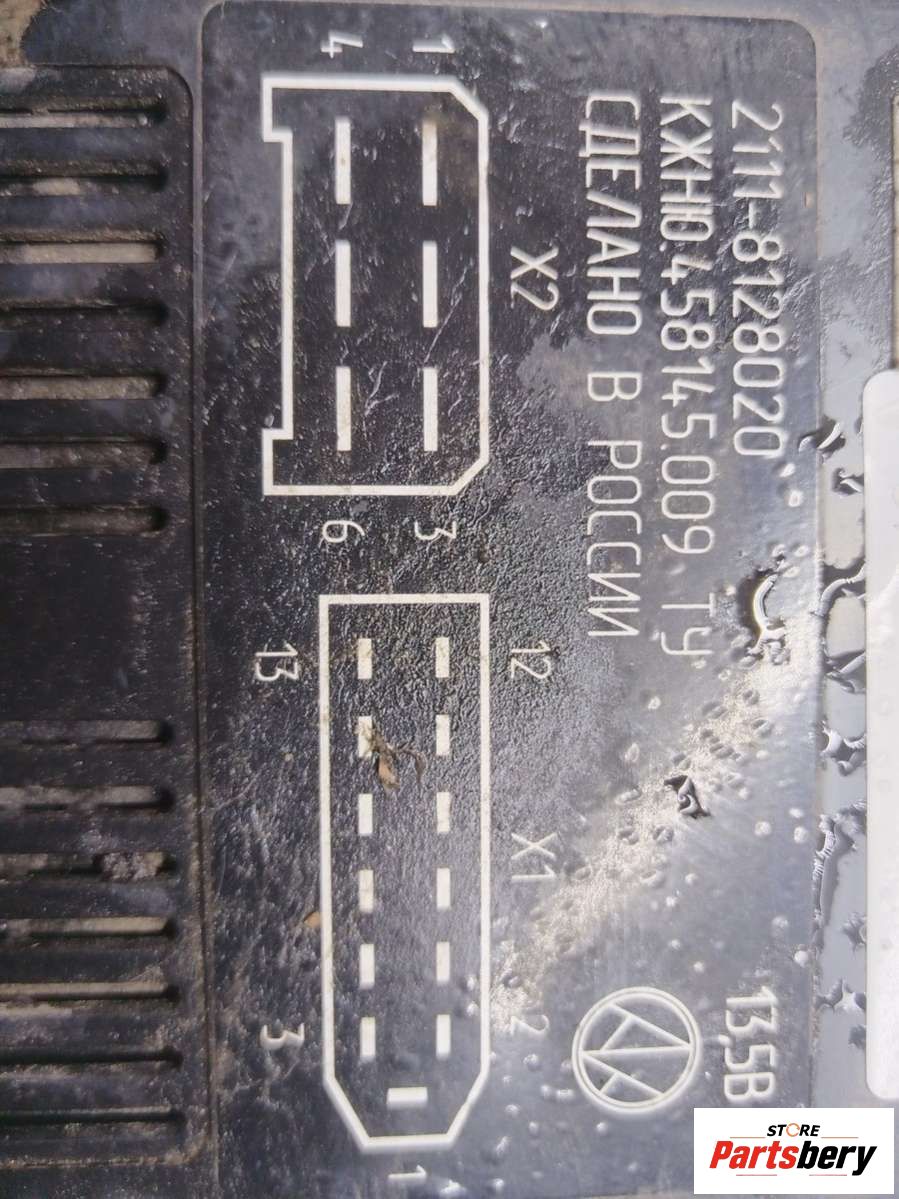 2111-8128020
13,5В
КЖНЮ.458145.009 ТУ
СДЕЛАНО В РОССИИ
X2
X1
1
3
4
6
12
2
13
3
1
STORE
Partsbery